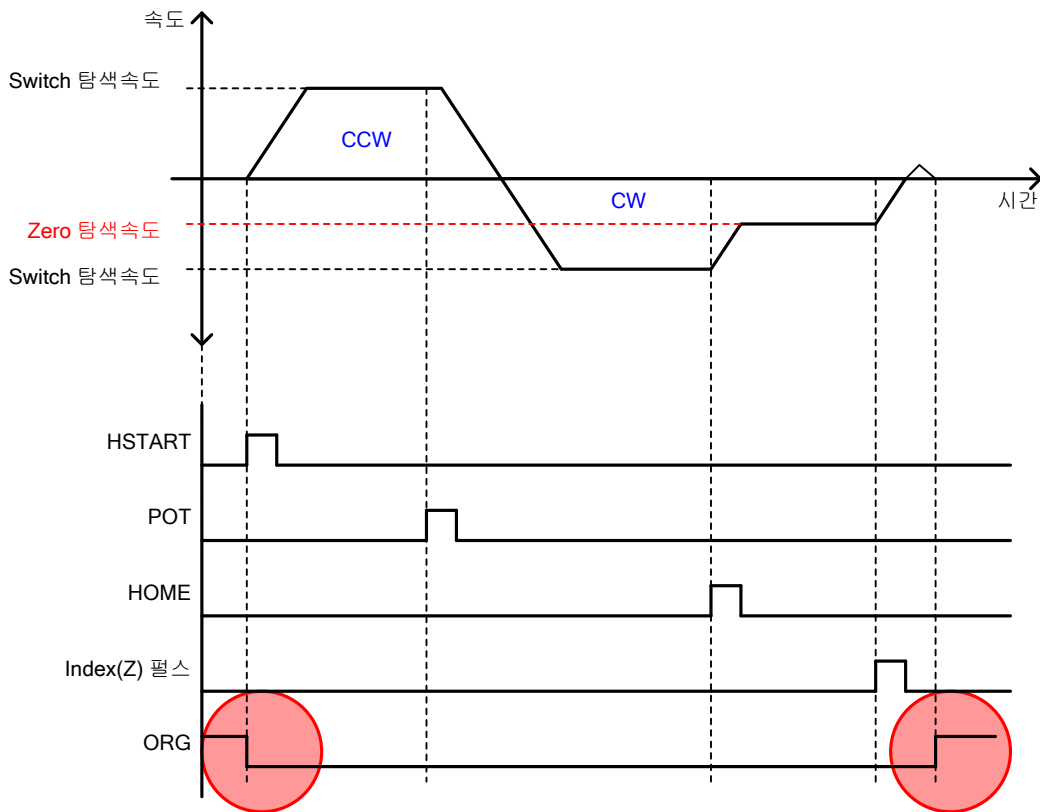 속도
Switch 탐색속도
CCW
CW
시간
Zero 탐색속도
Switch 탐색속도
HSTART
POT
HOME
Index(Z) 펄스
ORG